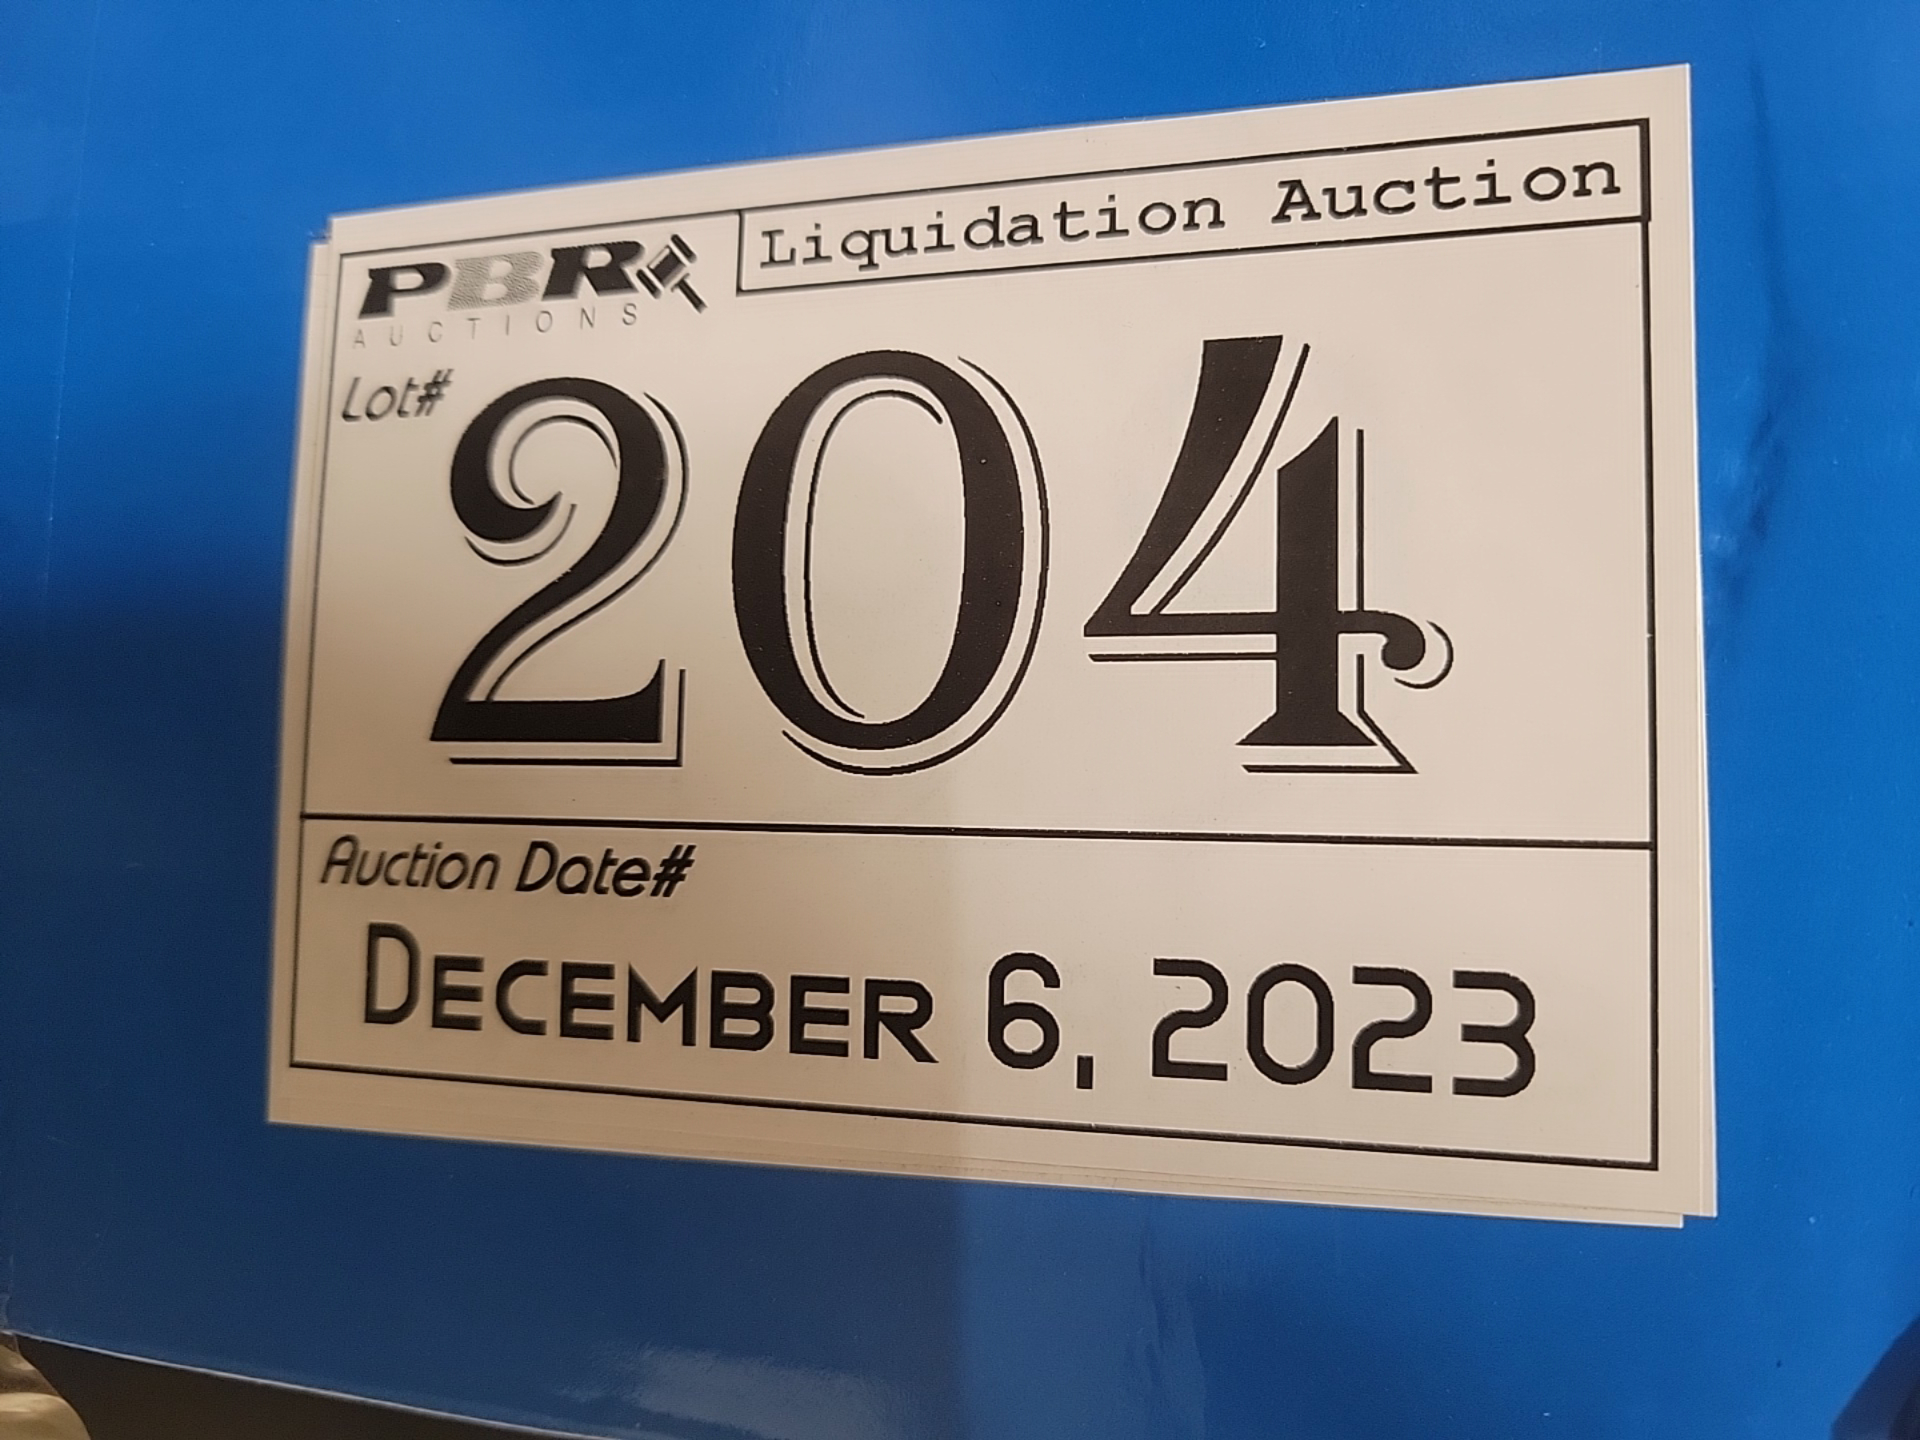 PBR
AUCTIONS
Liquidation Auction
Lot#
204
Auction Date#
DECEMBER 6, 2023